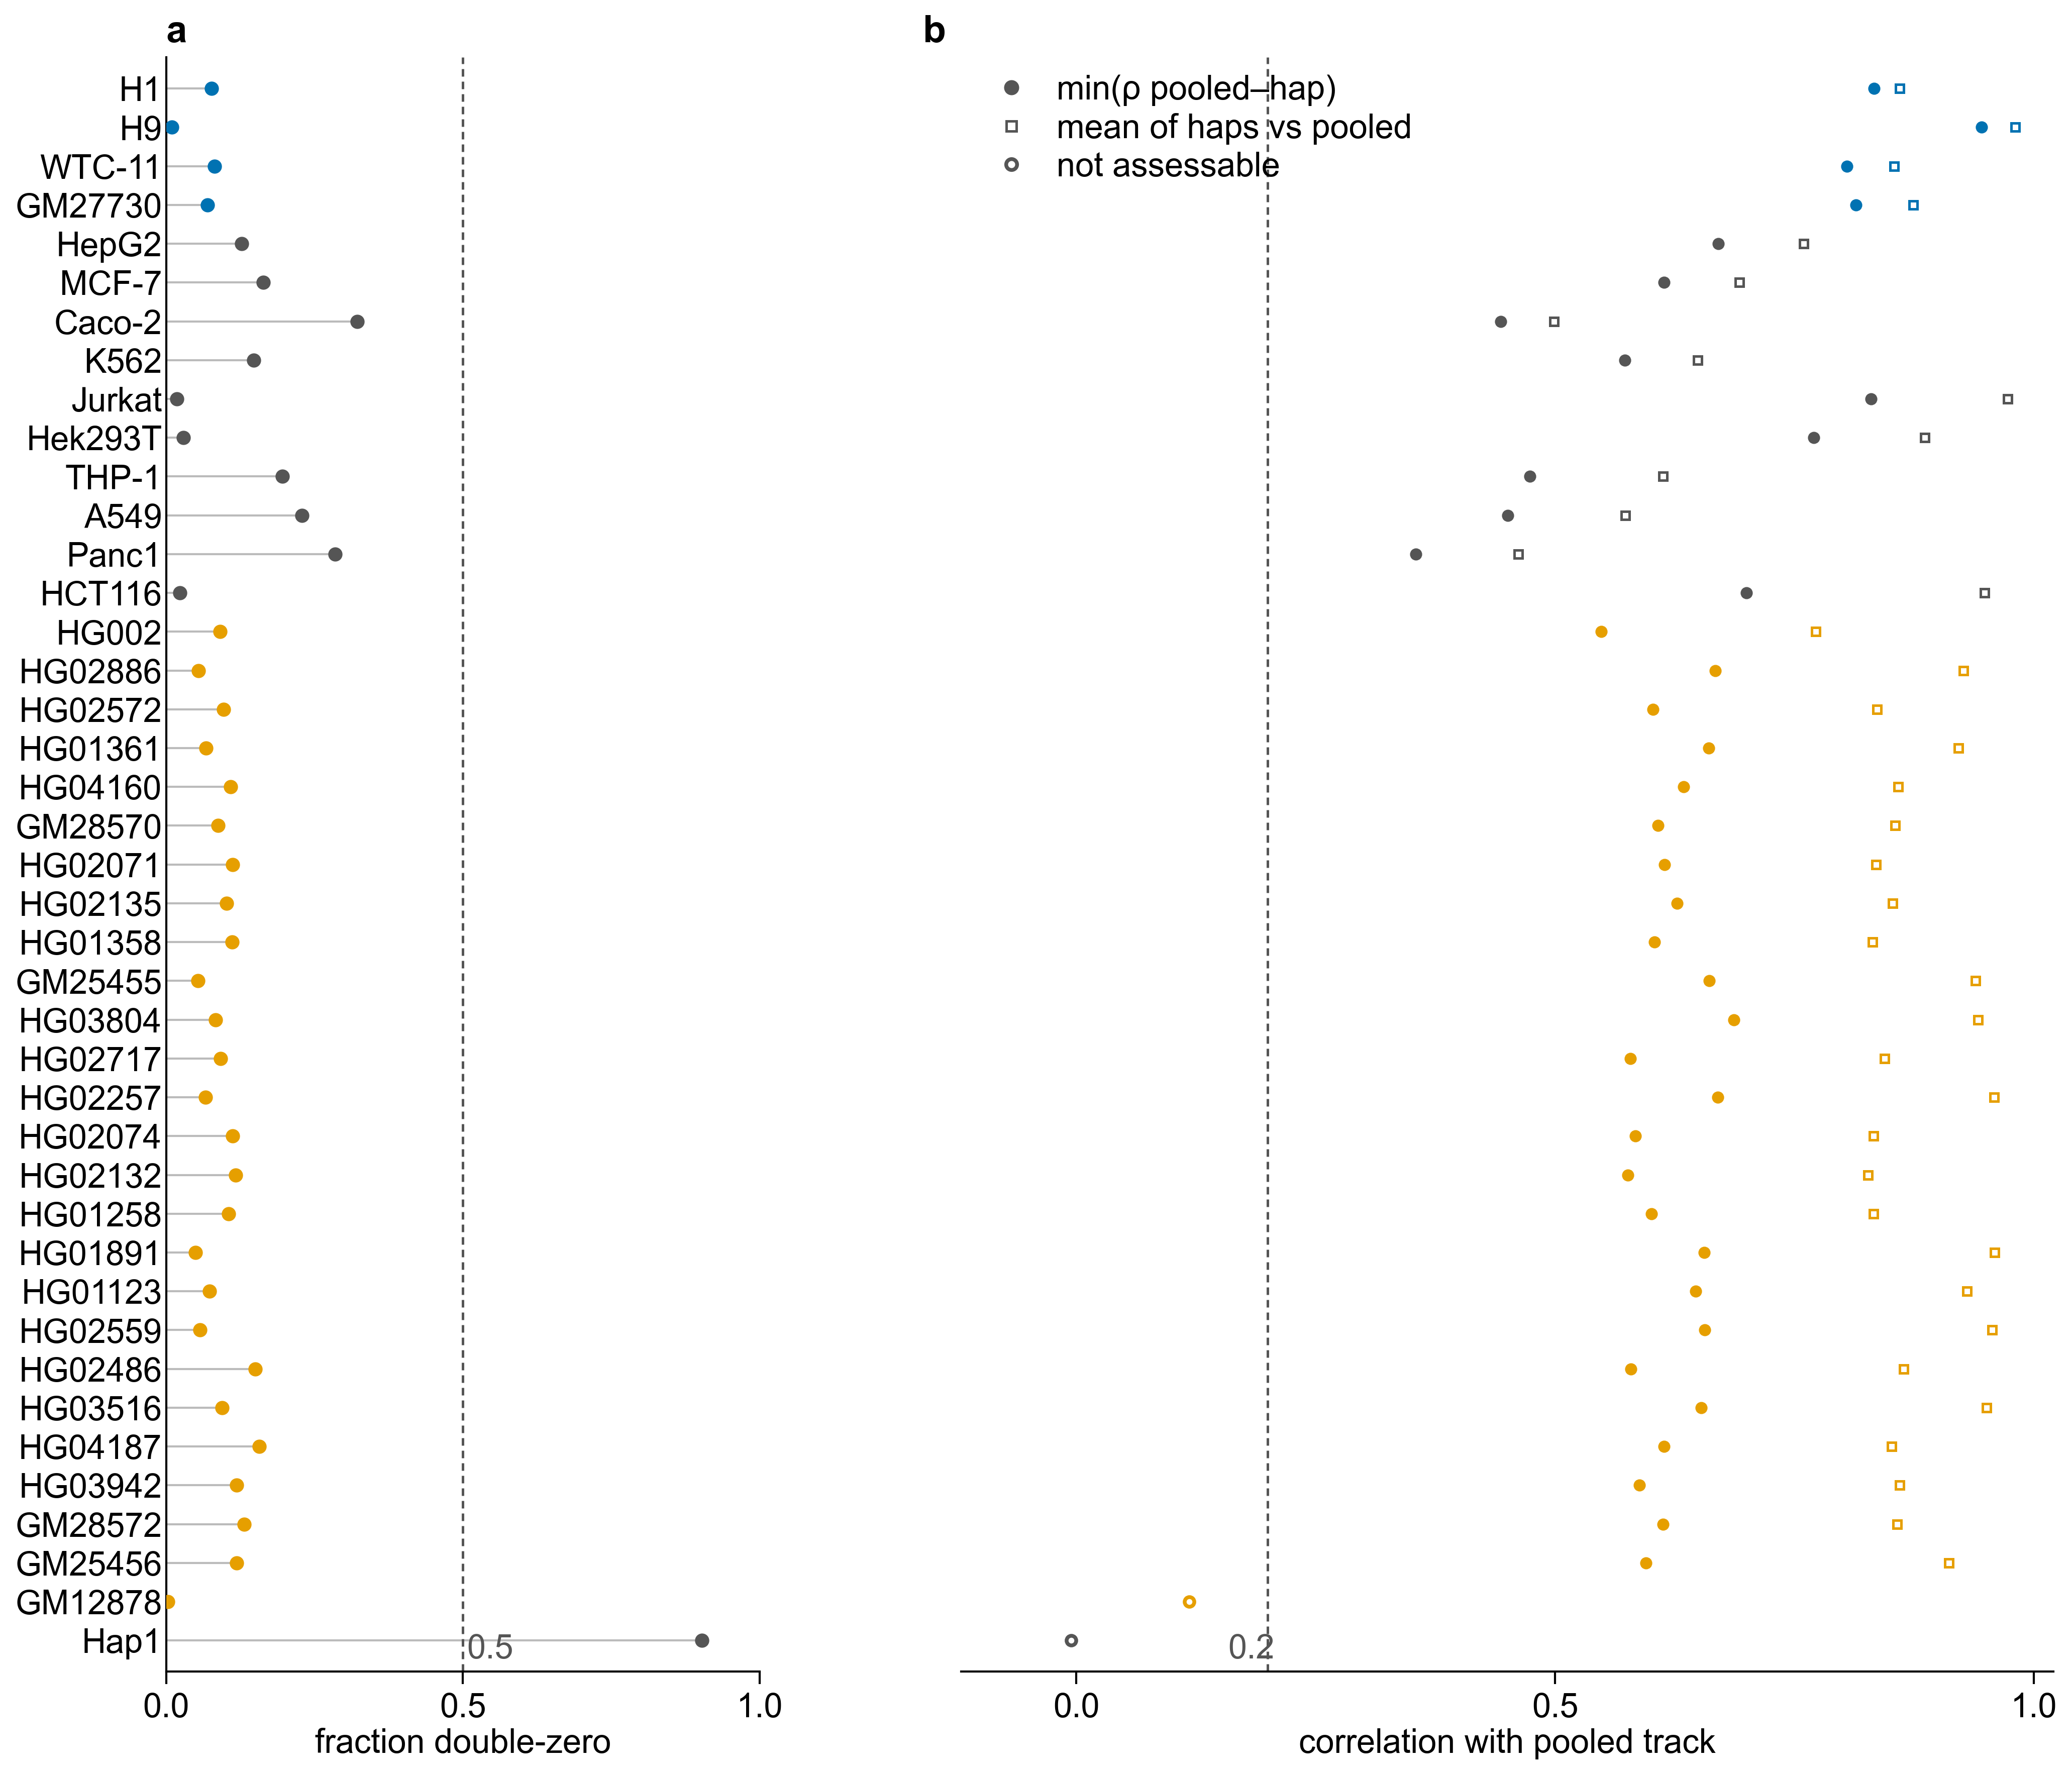 a
b
H1
H9
WTC-11
GM27730
HepG2
MCF-7
Caco-2
K562
Jurkat
Hek293T
THP-1
A549
Panc1
HCT116
HG002
HG02886
HG02572
HG01361
HG04160
GM28570
HG02071
HG02135
HG01358
GM25455
HG03804
HG02717
HG02257
HG02074
HG02132
HG01258
HG01891
HG01123
HG02559
HG02486
HG03516
HG04187
HG03942
GM28572
GM25456
GM12878
Hap1
0.5
0.0
0.5
1.0
fraction double-zero
min(ρ pooled–hap)
mean of haps vs pooled
not assessable
0.2
0.0
0.5
1.0
correlation with pooled track